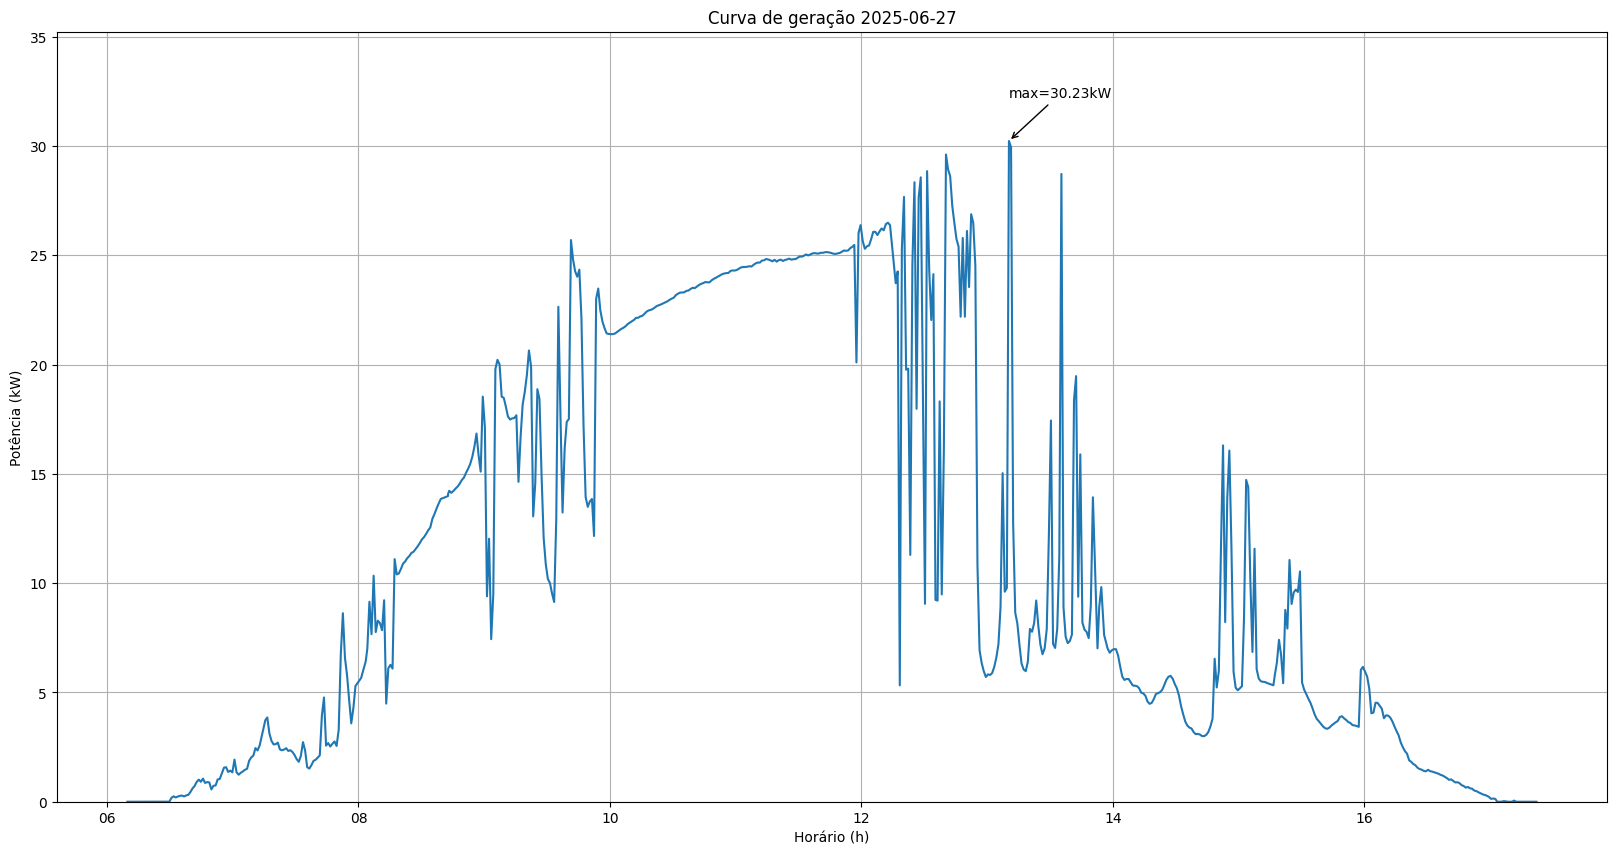 Curva de geração 2025-06-27
35
max=30.23kW
30
25
20
15
10
5
0
Potência (kW)
06 08 10 12 14 16
Horário (h)